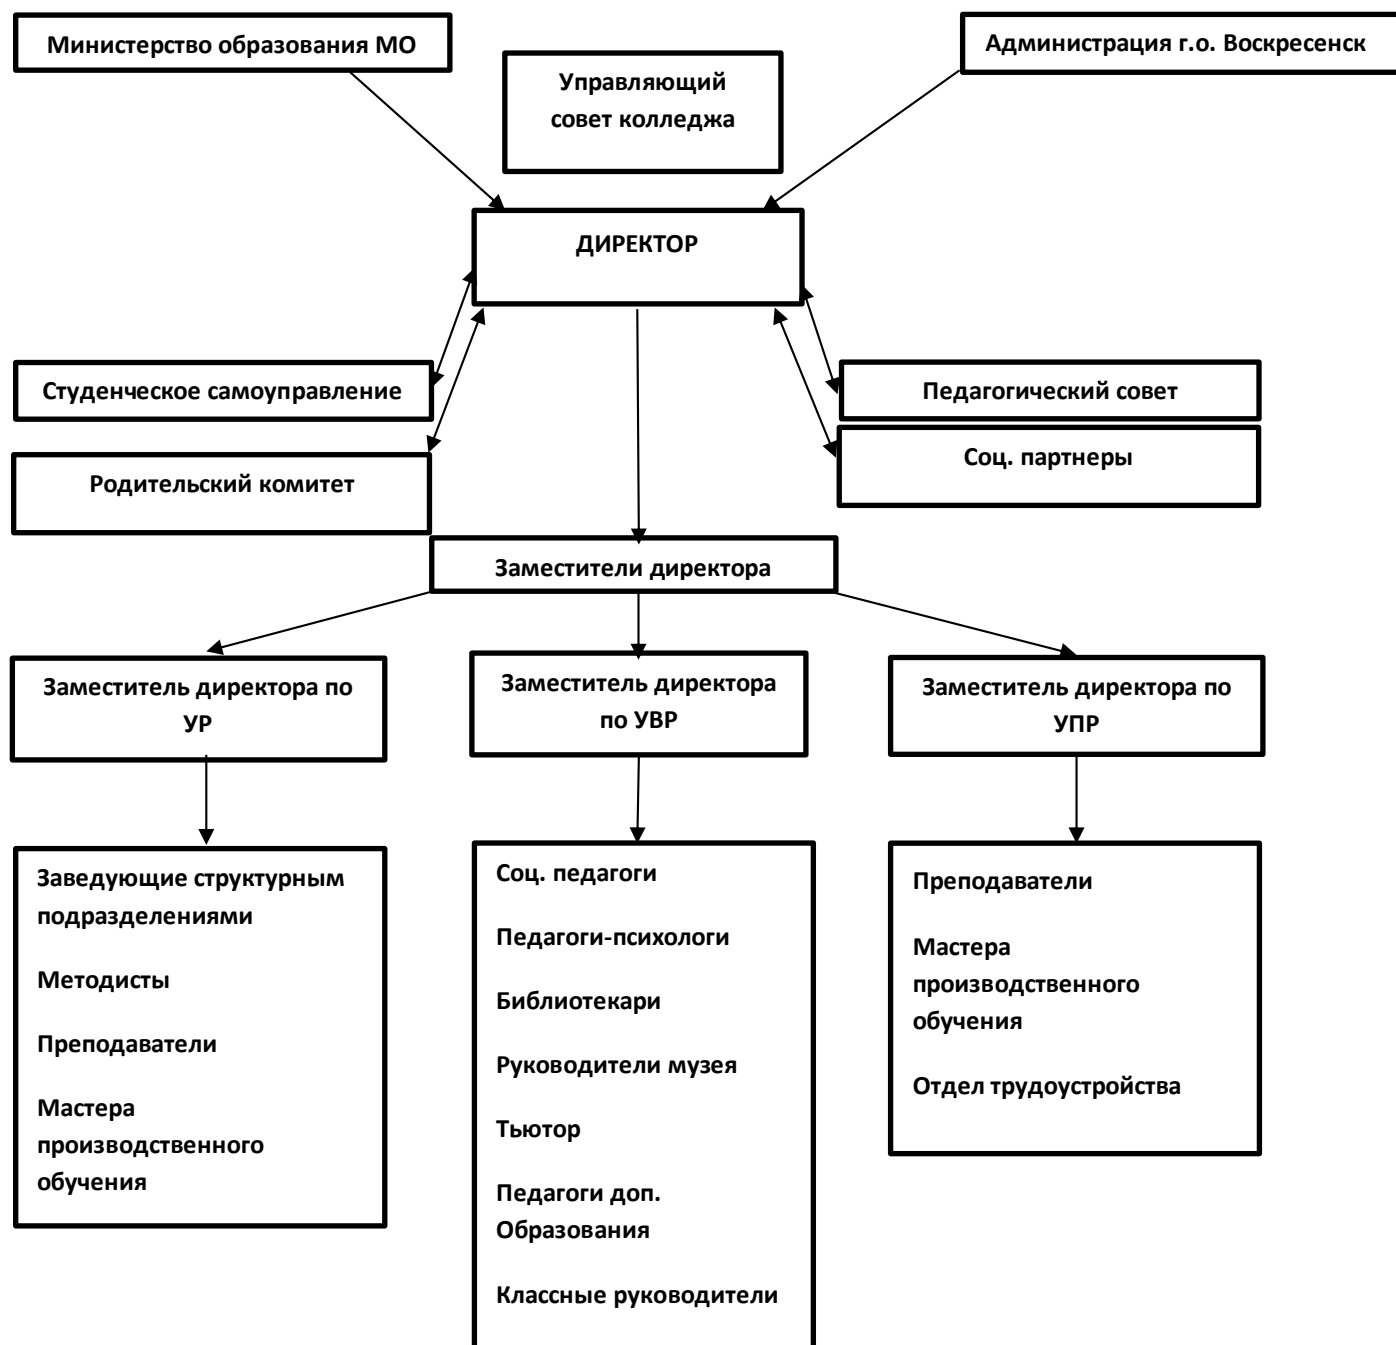 Министерство образования МО
Управляющий
совет колледжа
Администрация г.о. Воскресенск
ДИРЕКТОР
Студенческое самоуправление
Родительский комитет
Педагогический совет
Соц. партнеры
Заместители директора
Заместитель директора по
УР
Заместитель директора
по УВР
Заместитель директора по
УПР
Заведующие структурным
подразделениями
Методисты
Преподаватели
Мастера
производственного
обучения
Соц. педагоги
Педагоги-психологи
Библиотекари
Руководители музея
Тьютор
Педагоги доп.
Образования
Классные руководители
Преподаватели
Мастера
производственного
обучения
Отдел трудоустройства